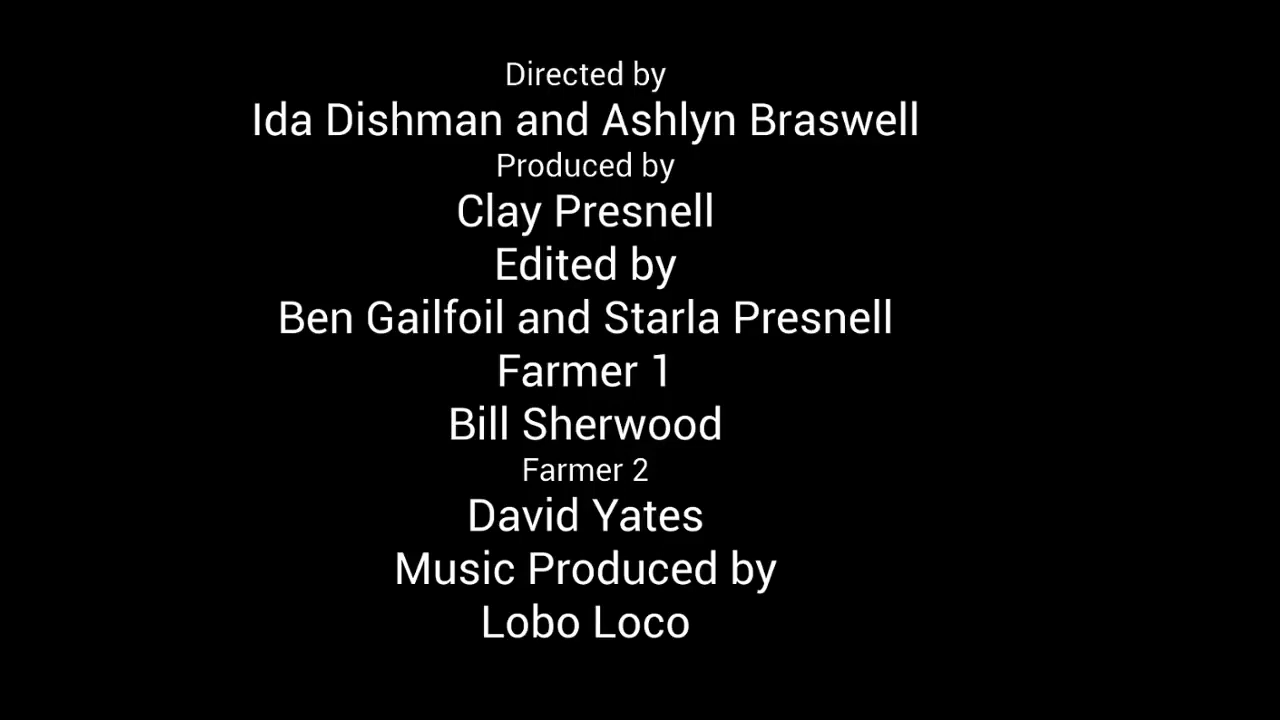 Directed by
Ida Dishman and Ashlyn Braswell
Produced by
Clay Presnell
Edited by
Ben Gailfoil and Starla Presnell
Farmer 1
Bill Sherwood
Farmer 2
David Yates
Music Produced by
Lobo Loco